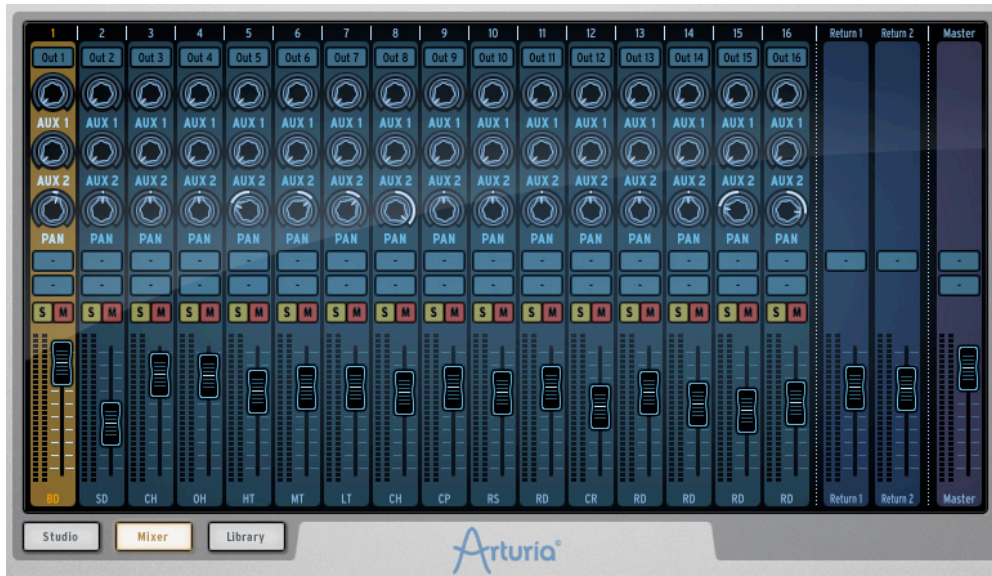 1 2 3 4 5 6 7 8 9 10 11 12 13 14 15 16 Return 1 Return 2 Master
Out 1 Out 2 Out 3 Out 4 Out 5 Out 6 Out 7 Out 8 Out 9 Out 10 Out 11 Out 12 Out 13 Out 14 Out 15 Out 16
AUX 1 AUX 1 AUX 1 AUX 1 AUX 1 AUX 1 AUX 1 AUX 1 AUX 1 AUX 1 AUX 1 AUX 1 AUX 1 AUX 1 AUX 1 AUX 1
AUX 2 AUX 2 AUX 2 AUX 2 AUX 2 AUX 2 AUX 2 AUX 2 AUX 2 AUX 2 AUX 2 AUX 2 AUX 2 AUX 2 AUX 2 AUX 2
PAN PAN PAN PAN PAN PAN PAN PAN PAN PAN PAN PAN PAN PAN PAN PAN
- - - - - - - - - - - - - - - - - - -
- - - - - - - - - - - - - - - - -
S M S M S M S M S M S M S M S M S M S M S M S M S M S M S M S M
BD SD CH OH HT MT LT CH CP RS RD CR RD RD RD RD Return 1 Return 2 Master
Studio Mixer Library
Arturia®